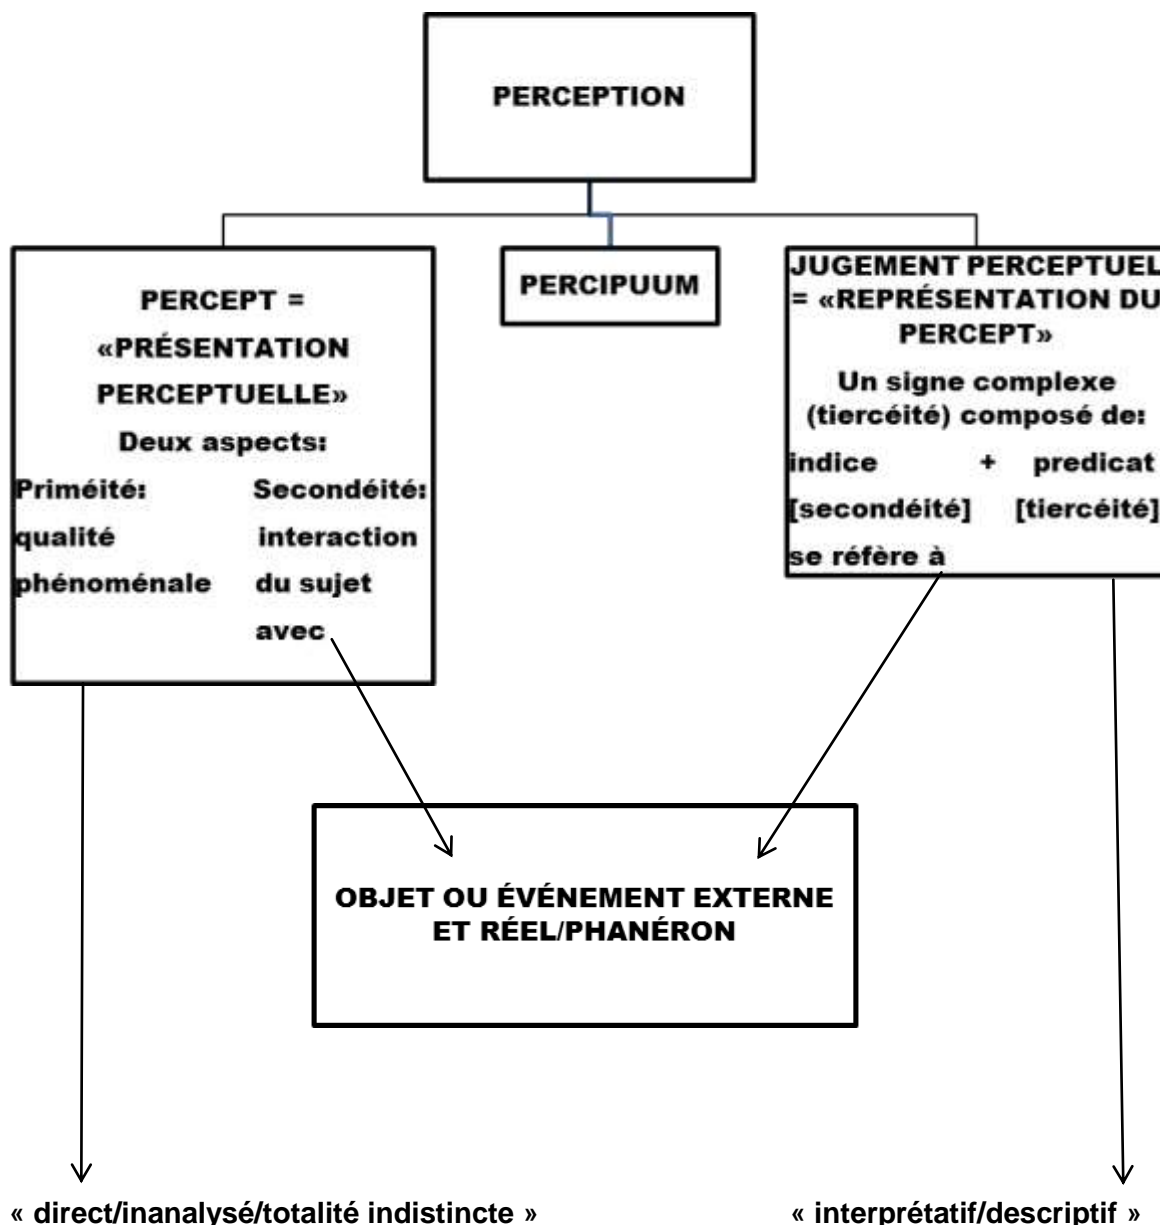 PERCEPTION
PERCEPT =
«PRÉSENTATION
PERCEPTUELLE»
Deux aspects:
Priméité: Secondéité:
qualité interaction
phénoménale du sujet
avec
PERCIPUUM
JUGEMENT PERCEPTUEL
= «REPRÉSENTATION DU
PERCEPT»
Un signe complexe
(tiercéité) composé de:
indice + predicat
[secondéité] [tiercéité]
se réfère à
OBJET OU ÉVÉNEMENT EXTERNE
ET RÉEL/PHANÉRON
« direct/inanalysé/totalité indistincte » « interprétatif/descriptif »